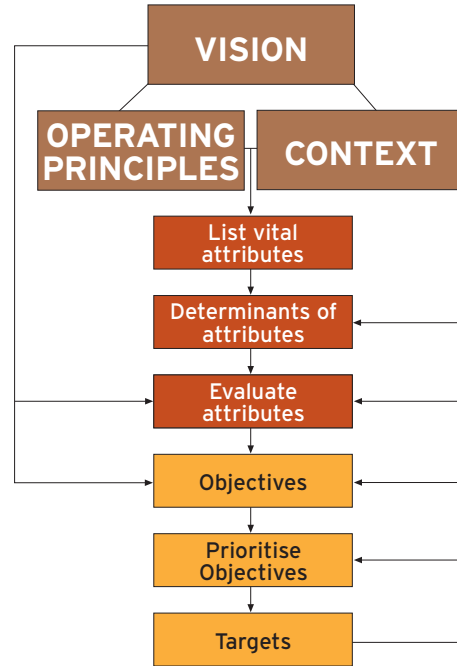 VISION
OPERATING
PRINCIPLES
CONTEXT
List vital
attributes
Determinants of
attributes
Evaluate
attributes
Objectives
Prioritise
Objectives
Targets